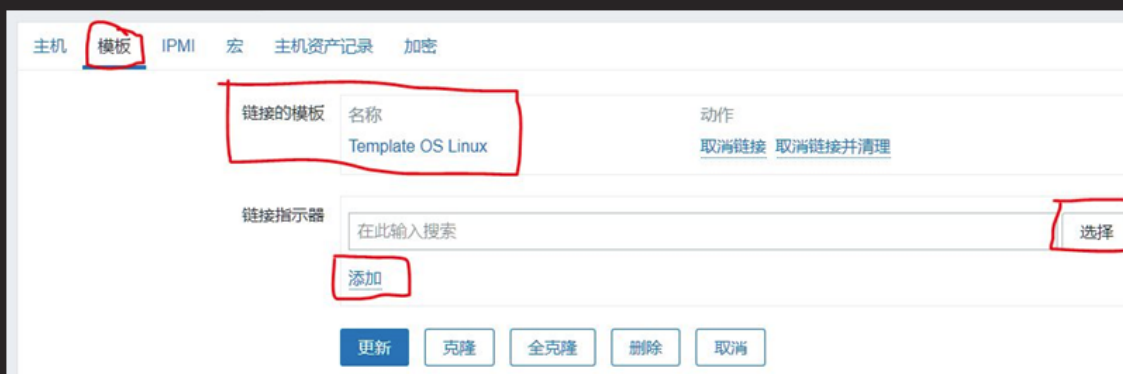 主机 模板 IPMI 宏 主机资产记录 加密
链接的模板 名称 动作
Template OS Linux 取消链接 取消链接并清理
链接指示器 在此输入搜索 选择
添加
更新 克隆 全克隆 删除 取消